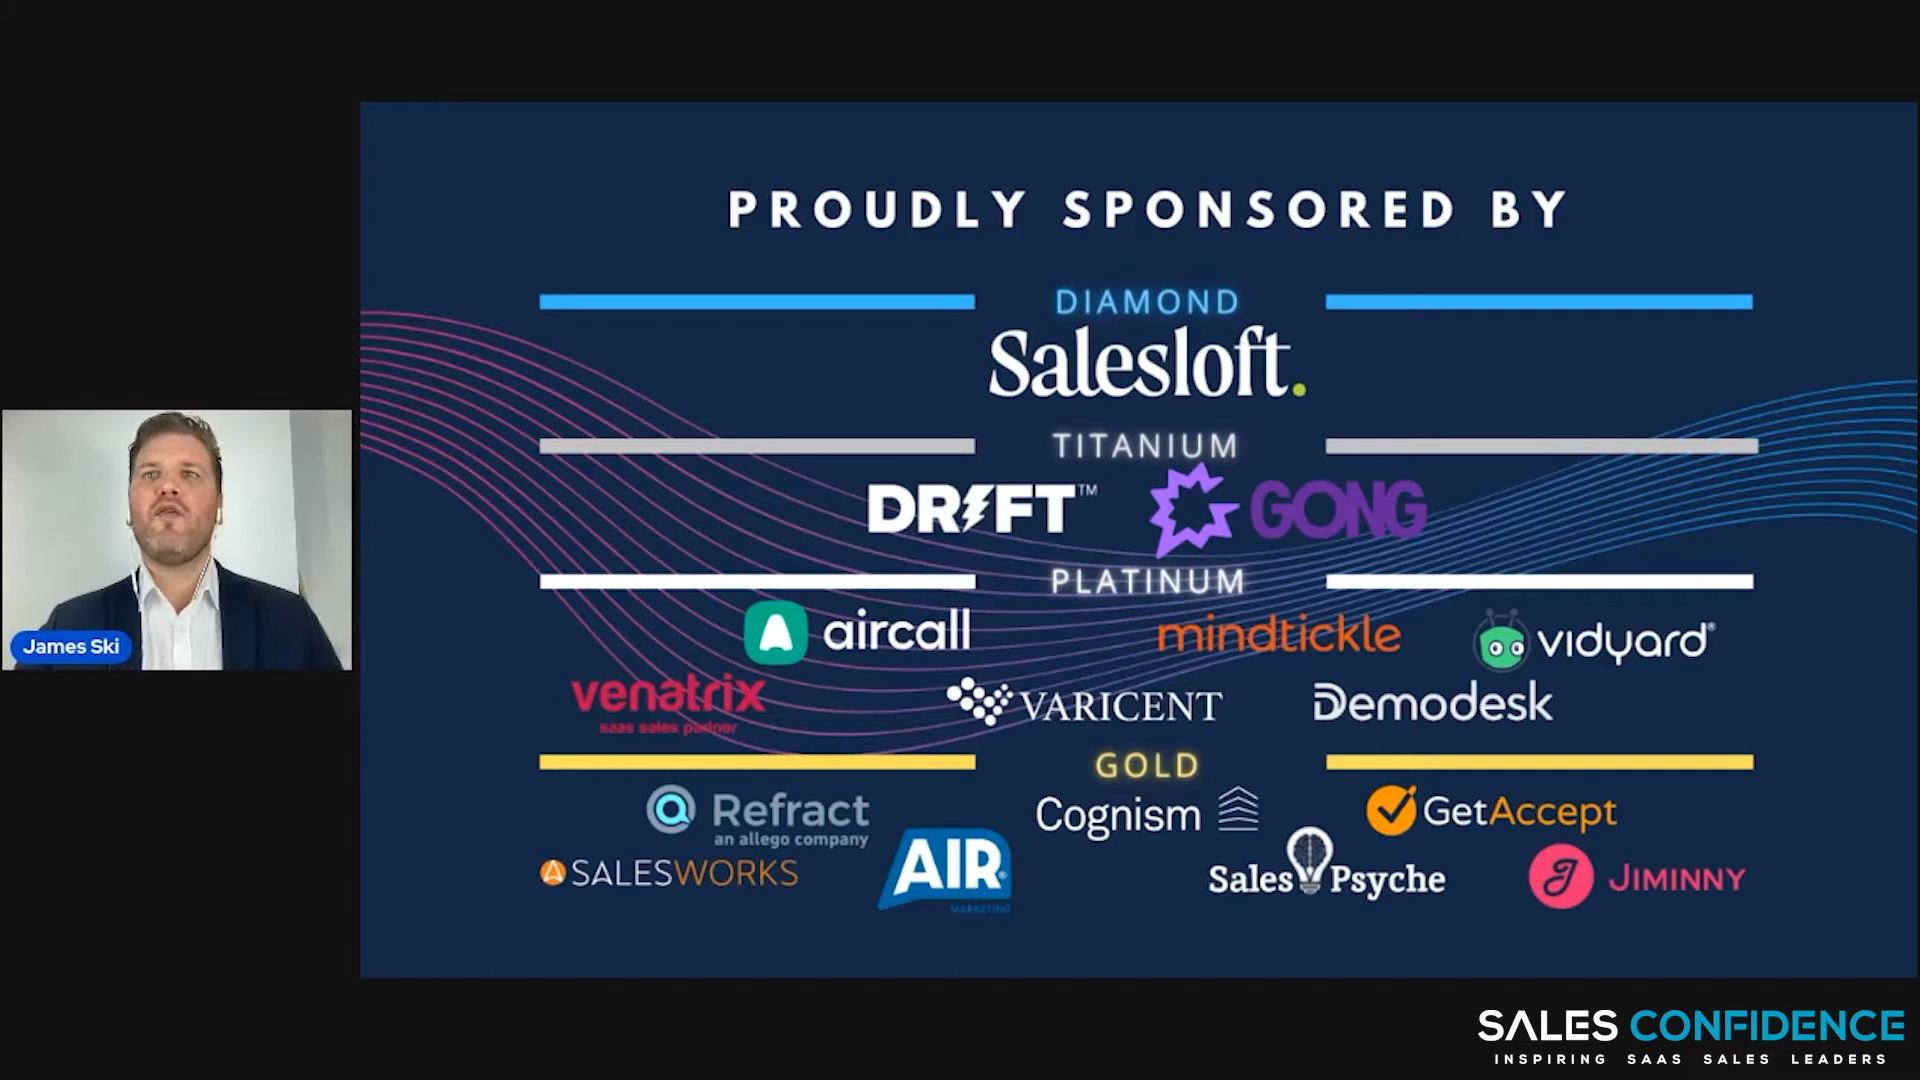 PROUDLY SPONSORED BY
DIAMOND
Salesloft.
TITANIUM
DRIFT™ GONG
PLATINUM
aircall mindtickle vidyard®
venatrix VARICENT Demodesk
saas sales partner
GOLD
Refract Cognism GetAccept
an allego company
SALESWORKS AIR® Sales Psyche JIMINNY
MARKETING
James Ski
SALES CONFIDENCE
INSPIRING SAAS SALES LEADERS